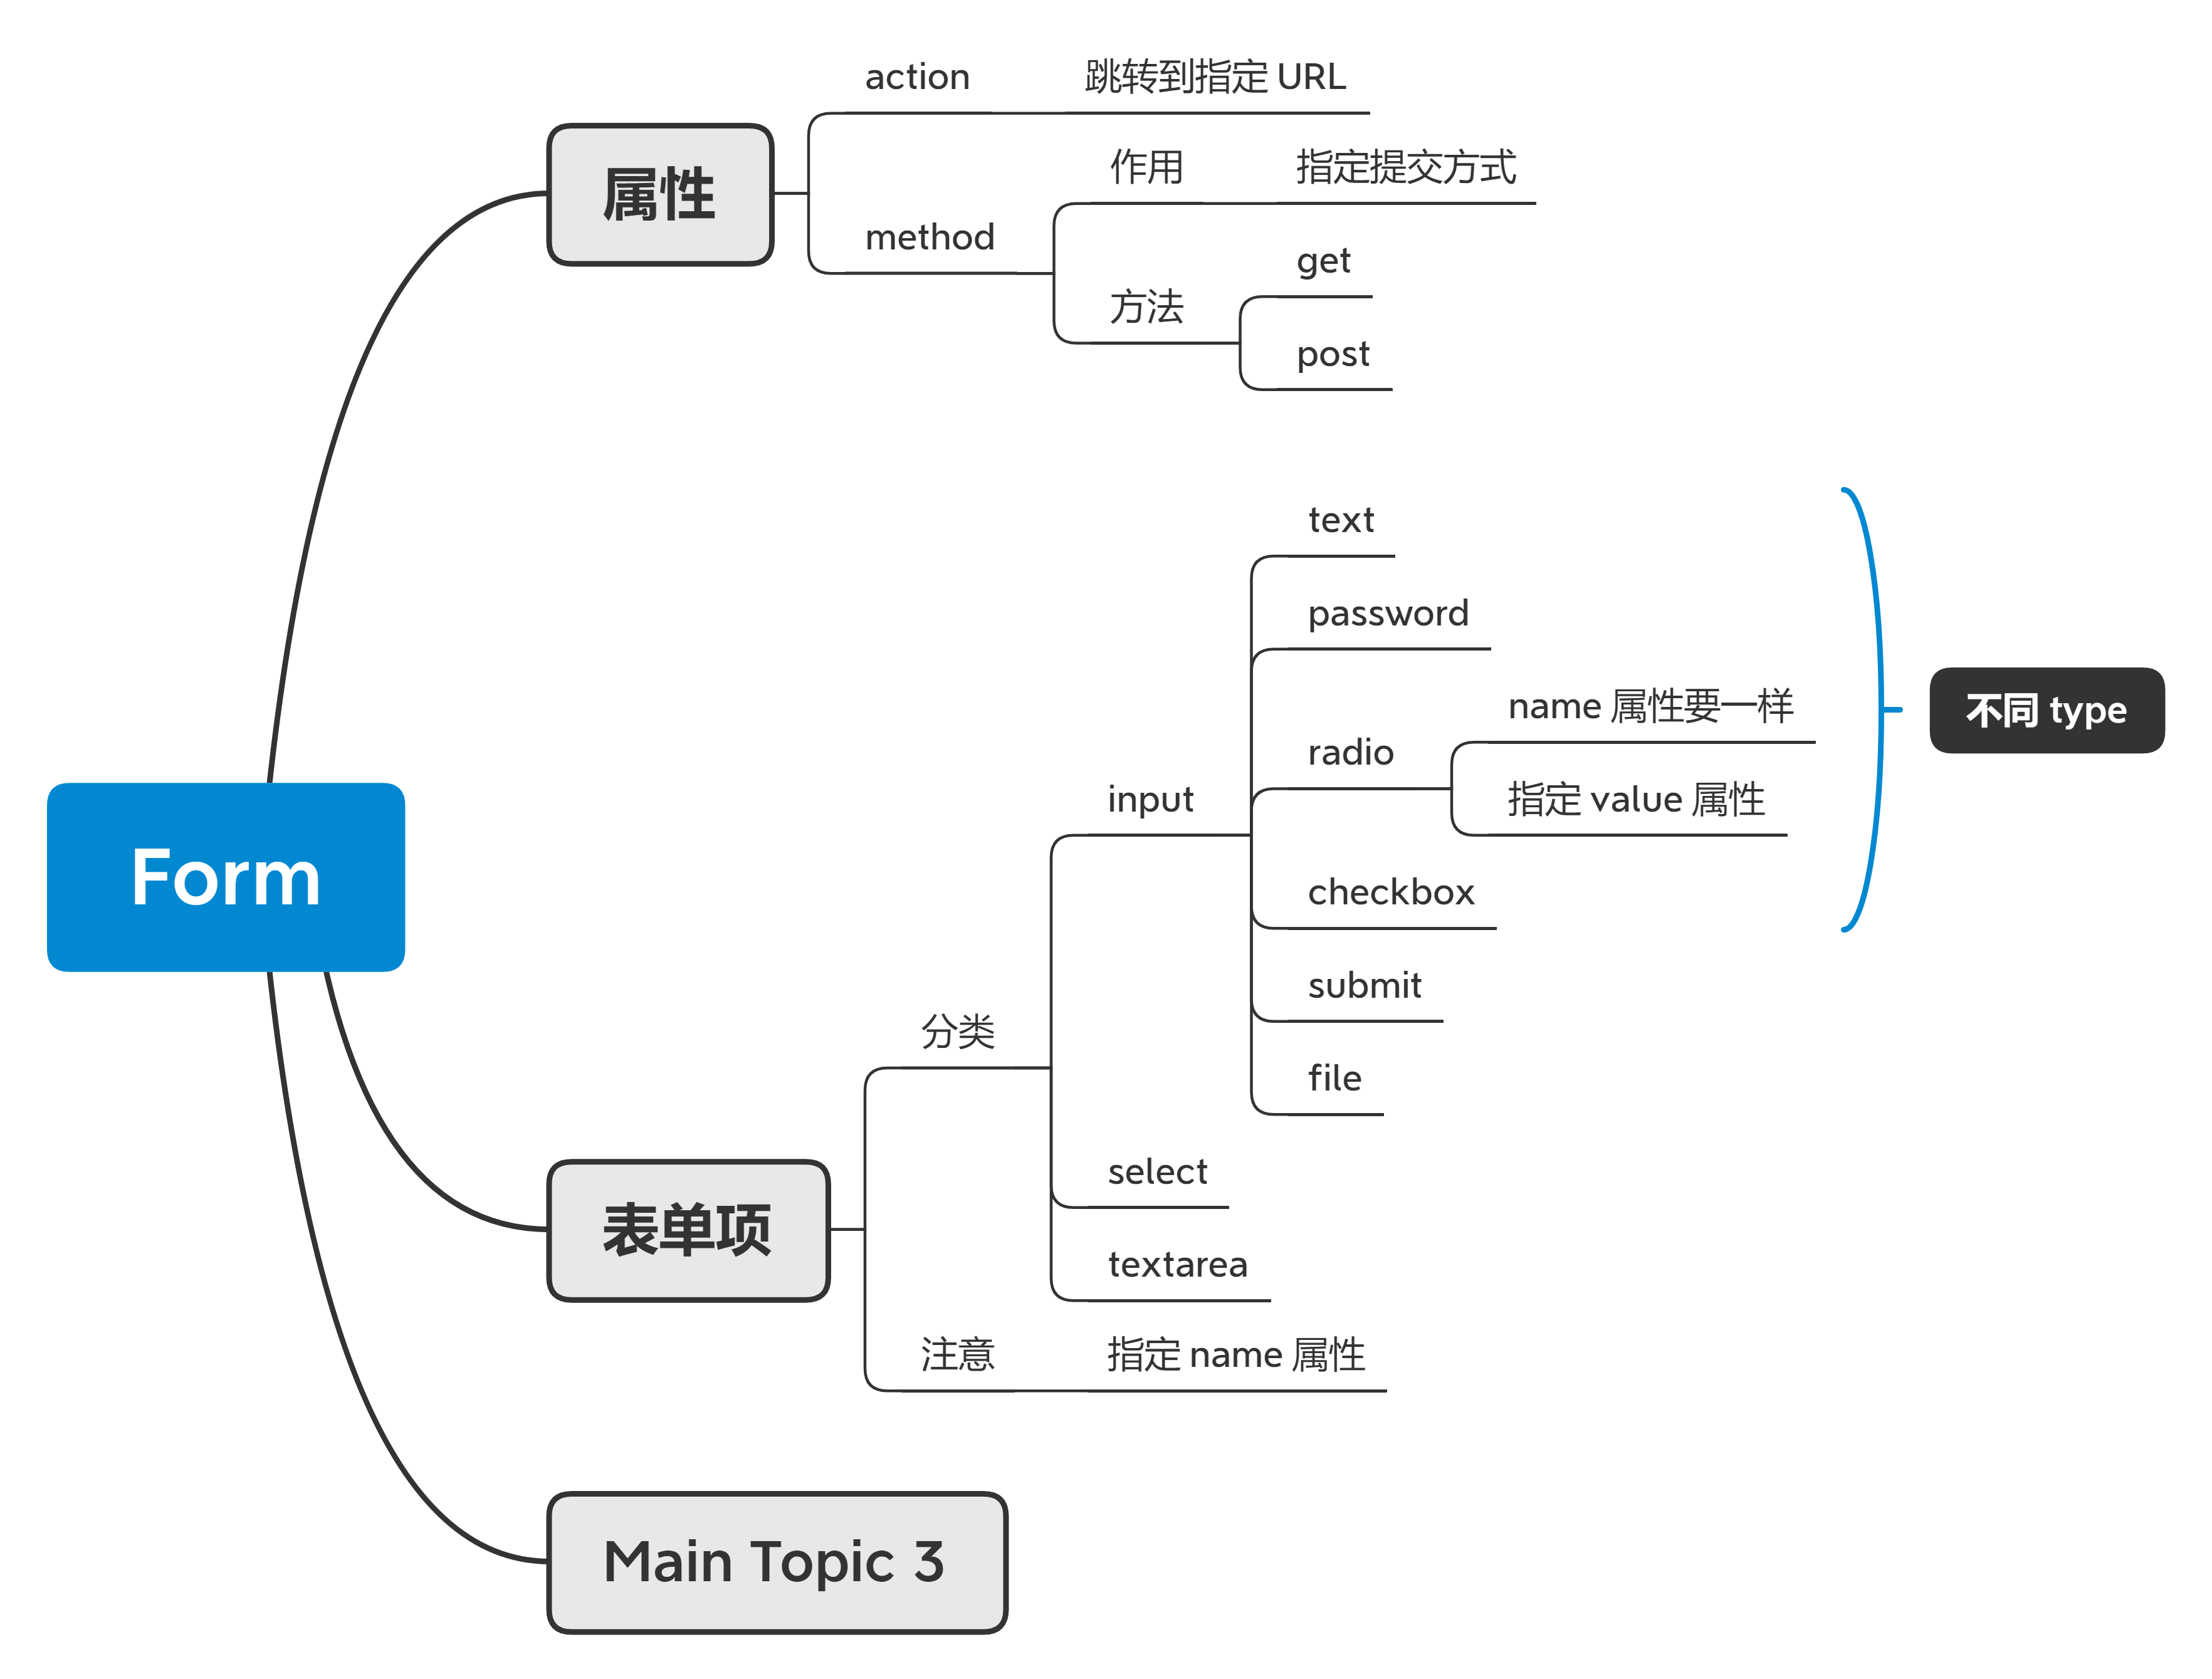 Form
属性
action
跳转到指定 URL
method
作用
指定提交方式
方法
get
post
表单项
分类
input
text
password
radio
name 属性要一样
指定 value 属性
checkbox
submit
file
不同 type
select
textarea
注意
指定 name 属性
Main Topic 3